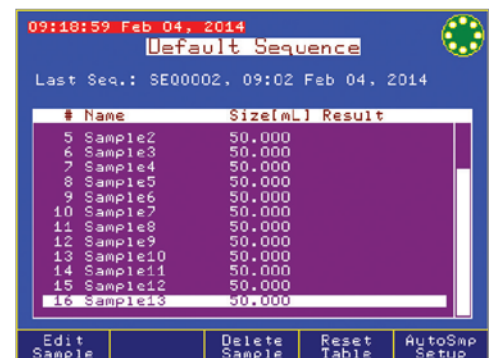 09:18:59 Feb 04, 2014
Default Sequence
Last Seq.: SE00002, 09:02 Feb 04, 2014
# Name Size[mL] Result
5 Sample2 50.000
6 Sample3 50.000
7 Sample4 50.000
8 Sample5 50.000
9 Sample6 50.000
10 Sample7 50.000
11 Sample8 50.000
12 Sample9 50.000
13 Sample10 50.000
14 Sample11 50.000
15 Sample12 50.000
16 Sample13 50.000
Edit Delete Reset AutoSmp
Sample Sample Table Setup